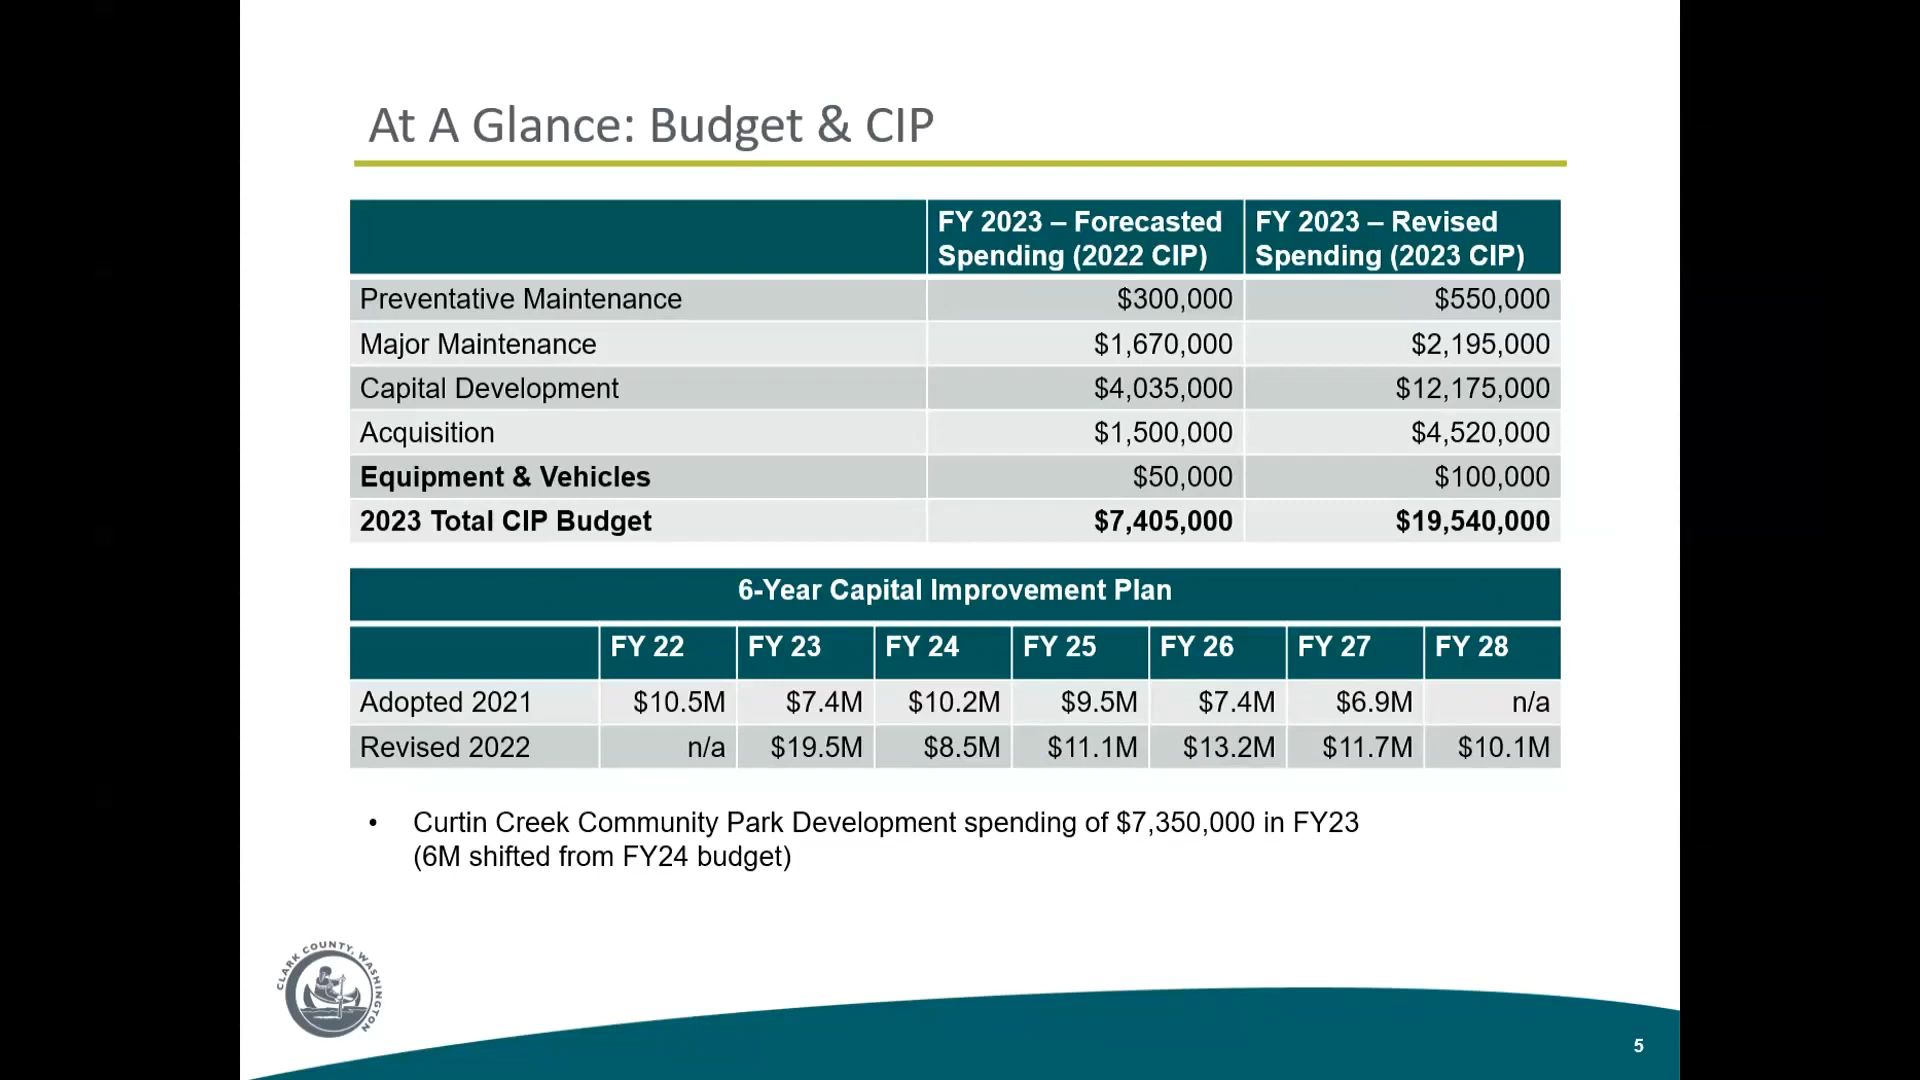 At A Glance: Budget & CIP
FY 2023 – Forecasted Spending (2022 CIP) FY 2023 – Revised Spending (2023 CIP)
Preventative Maintenance $300,000 $550,000
Major Maintenance $1,670,000 $2,195,000
Capital Development $4,035,000 $12,175,000
Acquisition $1,500,000 $4,520,000
Equipment & Vehicles $50,000 $100,000
2023 Total CIP Budget $7,405,000 $19,540,000
6-Year Capital Improvement Plan
FY 22 FY 23 FY 24 FY 25 FY 26 FY 27 FY 28
Adopted 2021 $10.5M $7.4M $10.2M $9.5M $7.4M $6.9M n/a
Revised 2022 n/a $19.5M $8.5M $11.1M $13.2M $11.7M $10.1M
• Curtin Creek Community Park Development spending of $7,350,000 in FY23
(6M shifted from FY24 budget)
CLARK COUNTY, WASHINGTON
5